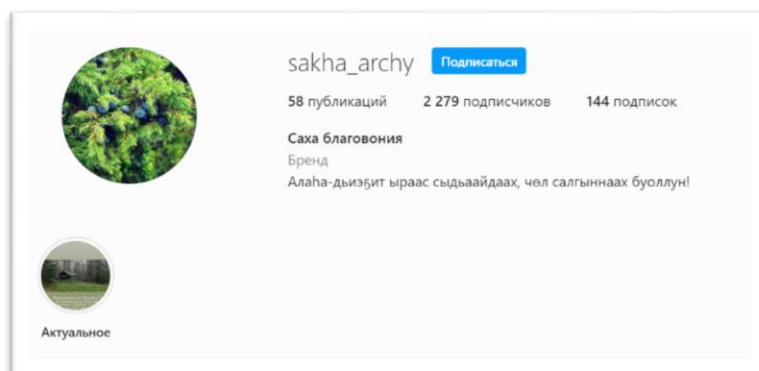 sakha_archy Подписаться
58 публикаций 2 279 подписчиков 144 подписок
Саха благовония
Бренд
Алаһа-дьиэҕит ыраас сыдьаайдаах, чөл салгыннаах буоллун!
Актуальное